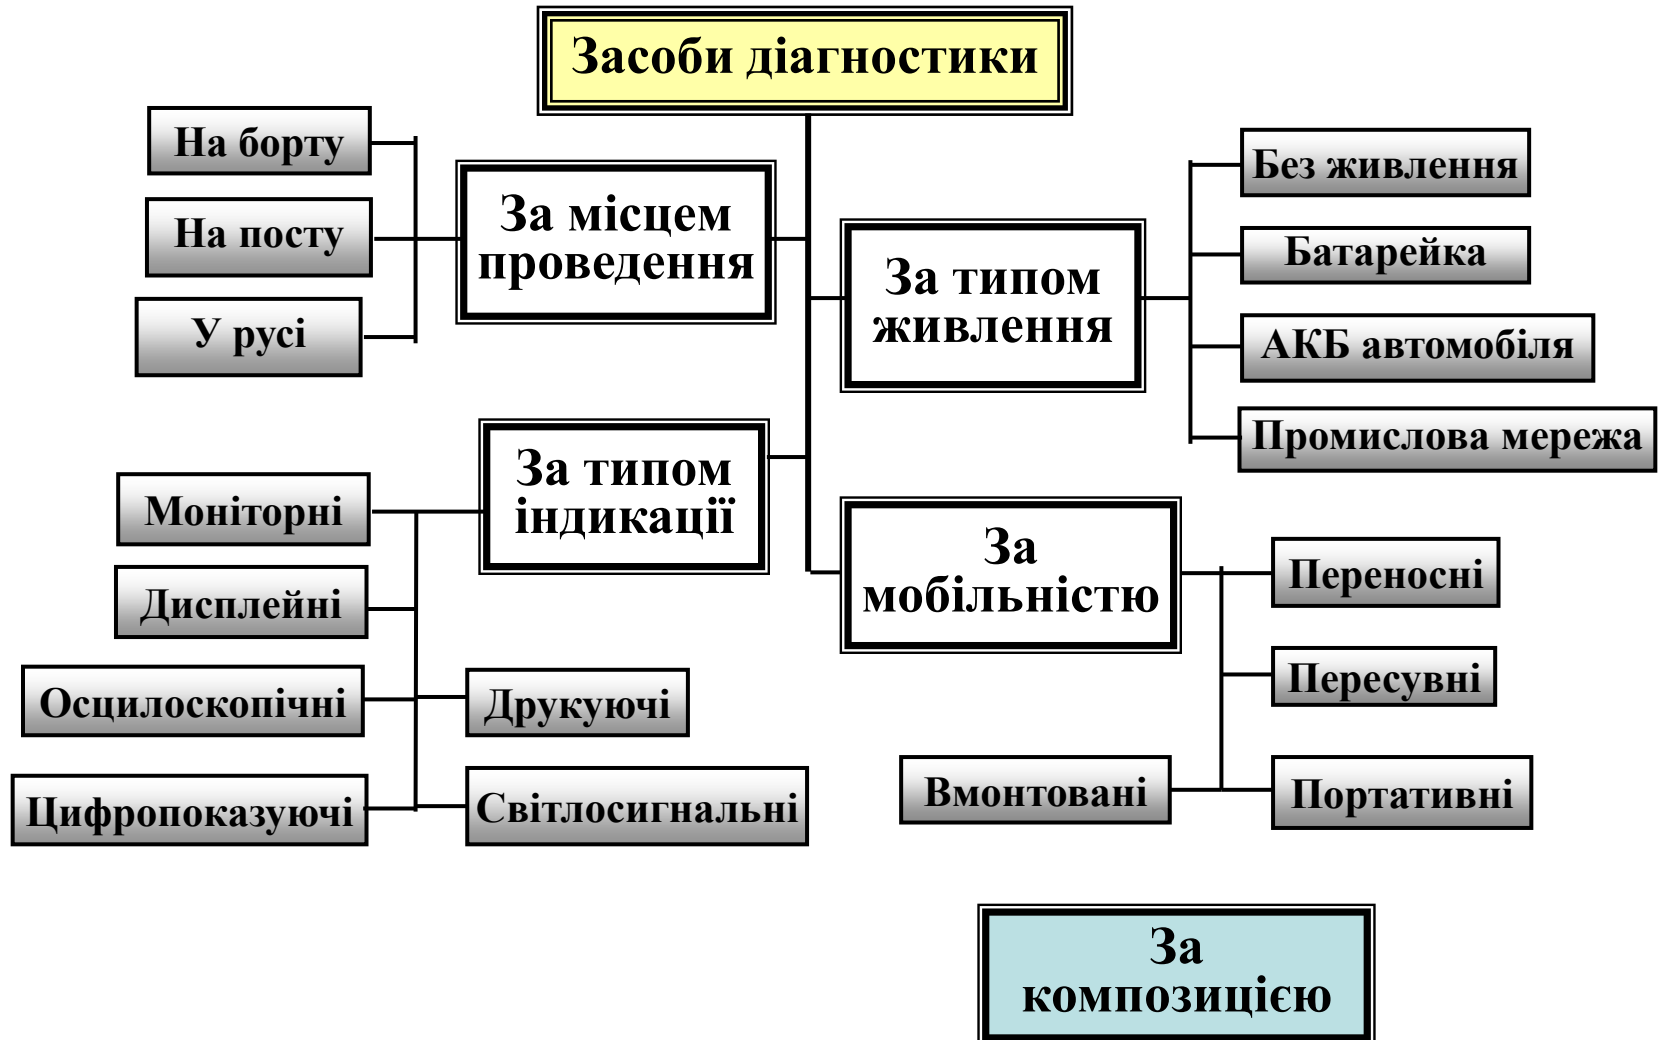 Засоби діагностики
На борту
На посту
У русі
За місцем
проведення
За типом
живлення
Без живлення
Батарейка
АКБ автомобіля
Промислова мережа
За типом
індикації
Моніторні
Дисплейні
Осцилоскопічні
Цифропоказуючі
Друкуючі
Світлосигнальні
За
мобільністю
Переносні
Пересувні
Вмонтовані
Портативні
За
композицією